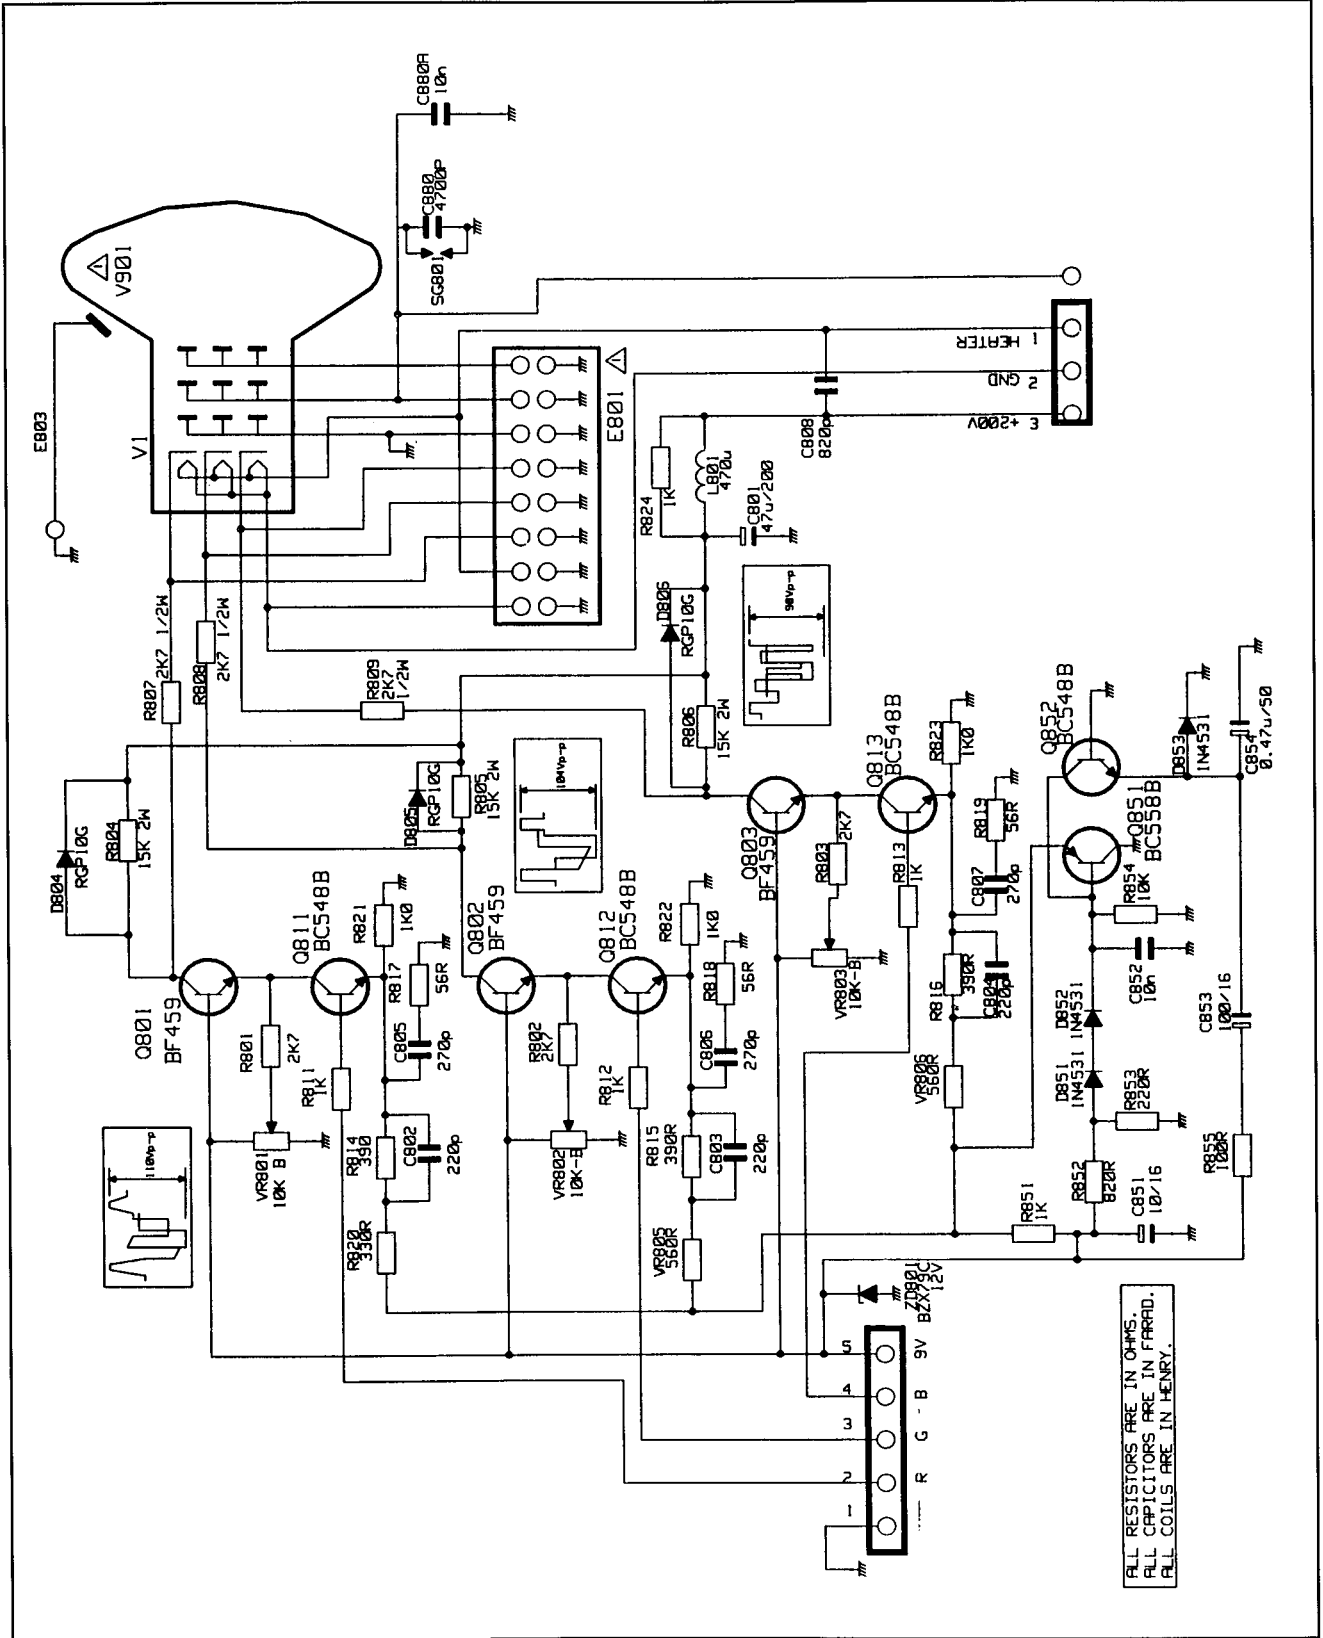 E803
V901
V1
C880A
10n
C880
4700P
SG801
E801
1 HEATER
2 GND
3 +200V
C808
820p
L801
470u
R824
1K
C801
47u/200
R807
2K7 1/2W
R808
2K7 1/2W
R809
2K7
1/2W
D806
RGP10G
R806
15K 2W
90Vp-p
D804
RGP10G
R804
15K 2W
D805
RGP10G
R805
15K 2W
104Vp-p
110Vp-p
Q801
BF459
R801
2K7
VR801
10K B
Q811
BC548B
R811
1K
R821
1K0
R817
56R
C805
270p
R814
390
C802
220p
R820
330R
Q802
BF459
R802
2K7
VR802
10K-B
Q812
BC548B
R812
1K
R822
1K0
R818
56R
C806
270p
R815
390R
C803
220p
VR805
560R
Q803
BF459
R803
2K7
VR803
10K-B
Q813
BC548B
R813
1K
R823
1K0
R819
56R
C807
270p
R816
390R
C804
220p
VR806
560R
Q852
BC548B
Q851
BC558B
D853
1N4531
C854
0.47u/50
R854
10K
C852
10n
D852
1N4531
D851
1N4531
R853
220R
R852
820R
C851
10/16
R851
1K
C853
100/16
R855
100R
ZD801
BZX79C
12V
5 9V
4 B
3 G
2 R
1
ALL RESISTORS ARE IN OHMS.
ALL CAPICITORS ARE IN FARAD.
ALL COILS ARE IN HENRY.